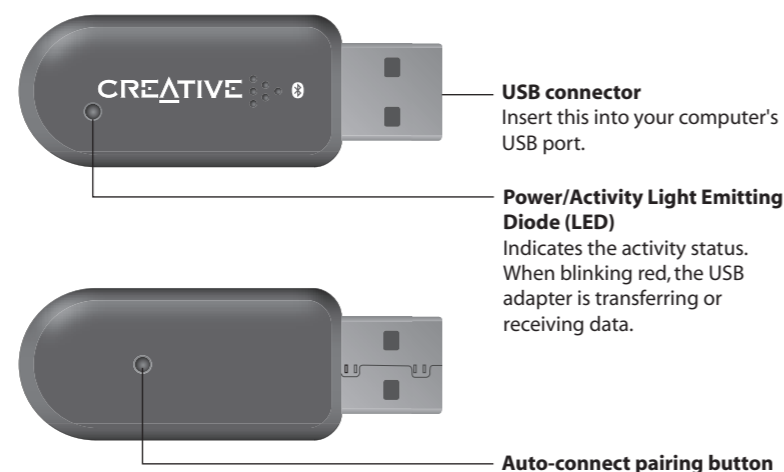 CREATIVE
USB connector
Insert this into your computer's
USB port.
Power/Activity Light Emitting
Diode (LED)
Indicates the activity status.
When blinking red, the USB
adapter is transferring or
receiving data.
Auto-connect pairing button